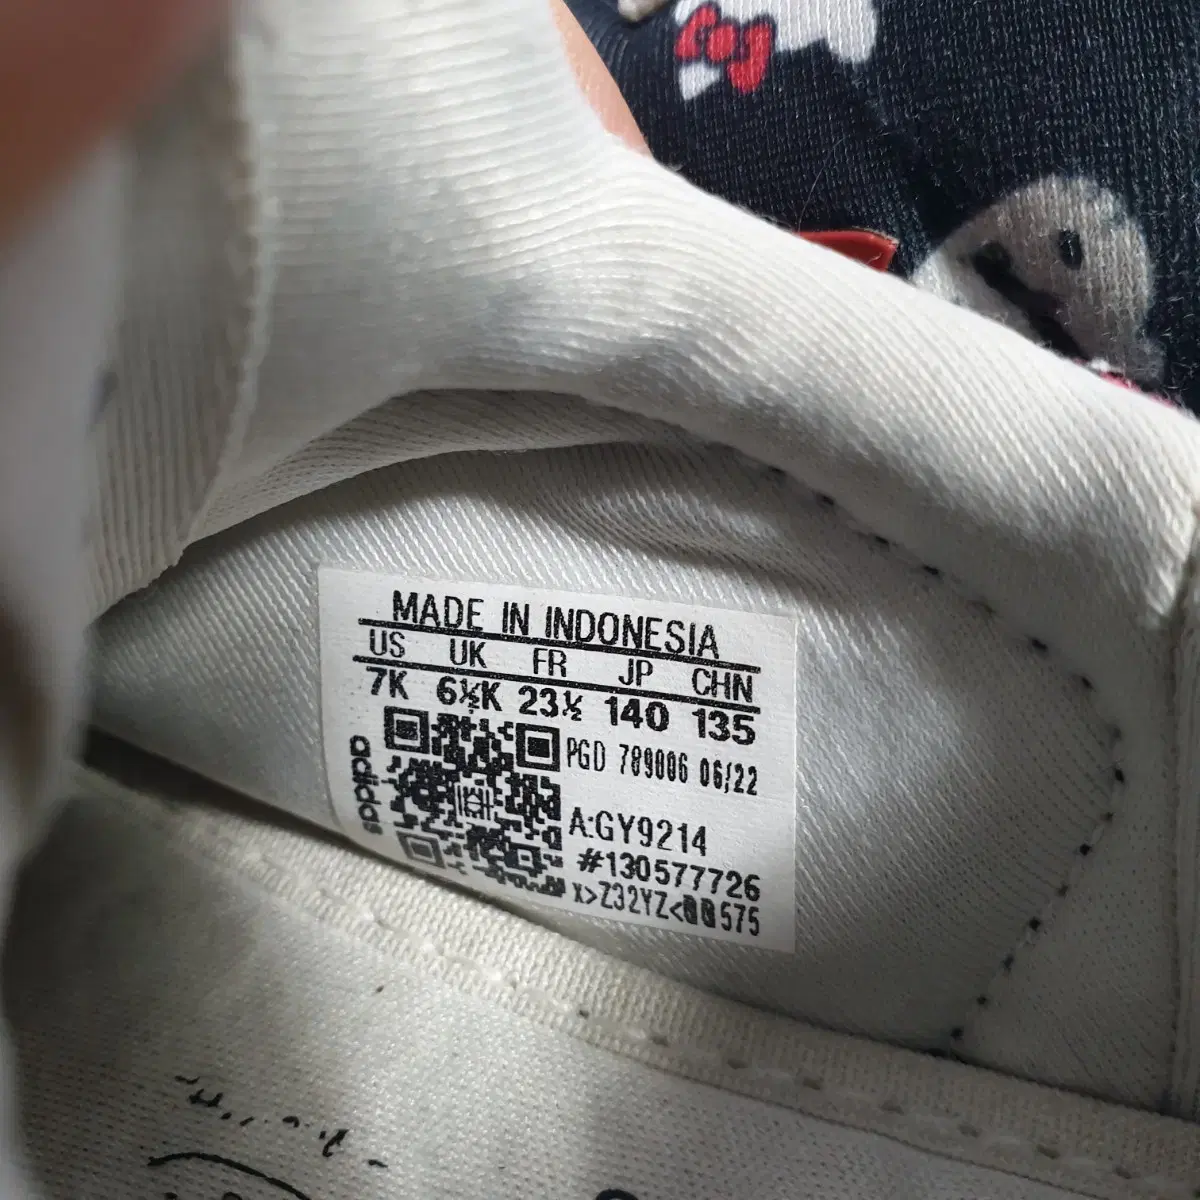 MADE IN INDONESIA
US UK FR JP CHN
7K 6½K 23½ 140 135
PGD 789006 06/22
adidas
A:GY9214
#130577726
X>Z32YZ<00575